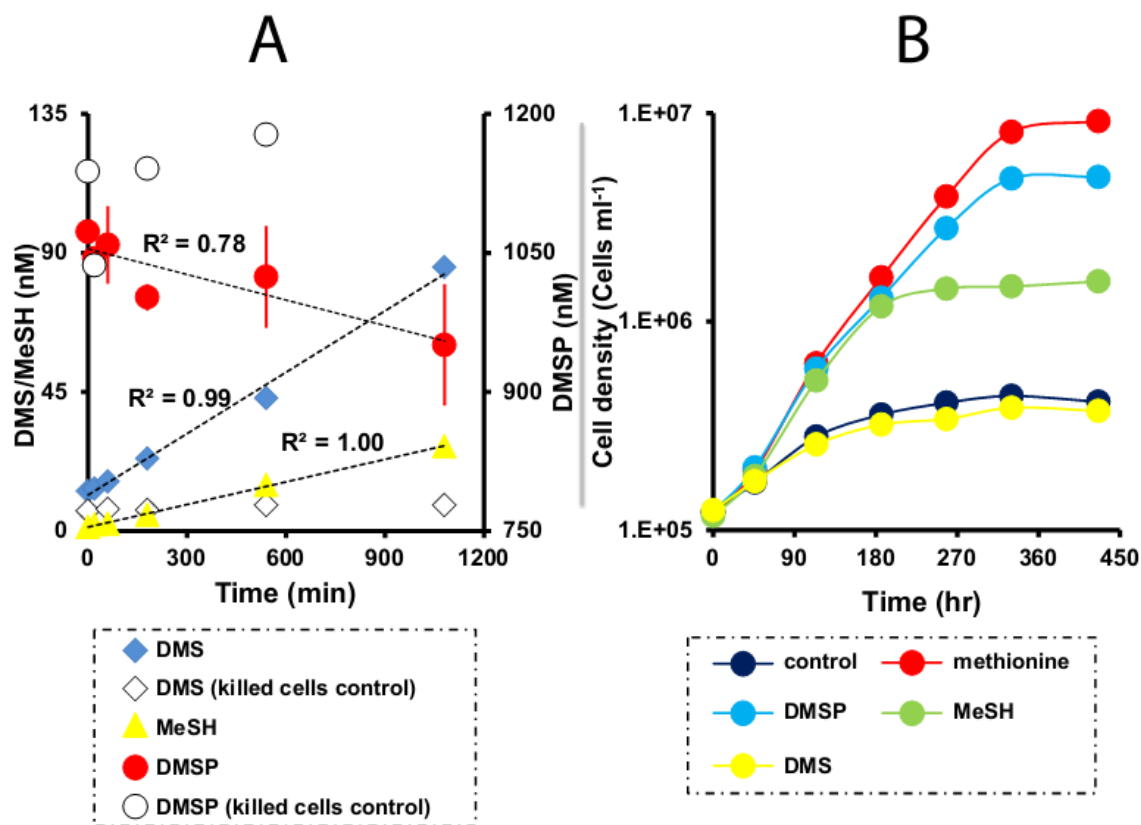 A
B
135
90
45
0
DMS/MeSH (nM)
1200
1050
900
750
DMSP (nM)
R² = 0.78
R² = 0.99
R² = 1.00
0
300
600
900
1200
Time (min)
DMS
DMS (killed cells control)
MeSH
DMSP
DMSP (killed cells control)
Cell density (Cells ml⁻¹)
1.E+07
1.E+06
1.E+05
0
90
180
270
360
450
Time (hr)
control
methionine
DMSP
MeSH
DMS